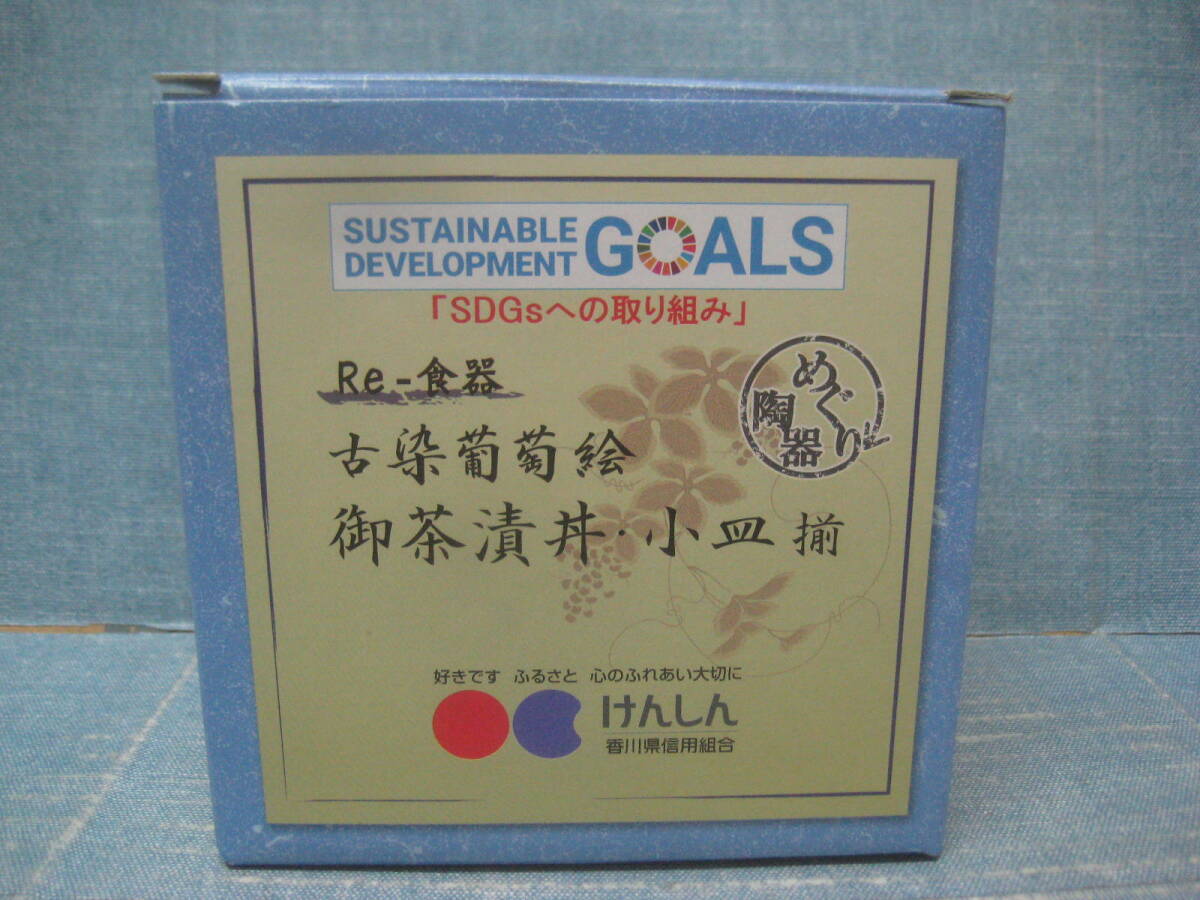 SUSTAINABLE
DEVELOPMENT
GOALS
「SDGsへの取り組み」
Re-食器
めぐり
陶器
古染葡萄絵
御茶漬丼・小皿 揃
好きです ふるさと 心のふれあい大切に
けんしん
香川県信用組合